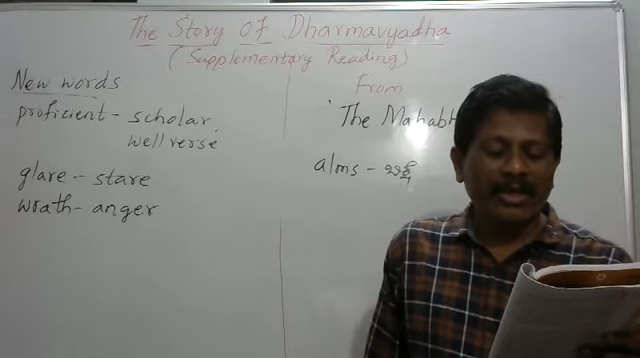 The Story Of Dharmavyadha
(Supplementary Reading)
New words
proficient - scholar
well verse
glare - stare
wrath - anger
From
'The Mahabh
alms - ಭಿಕ್ಷೆ